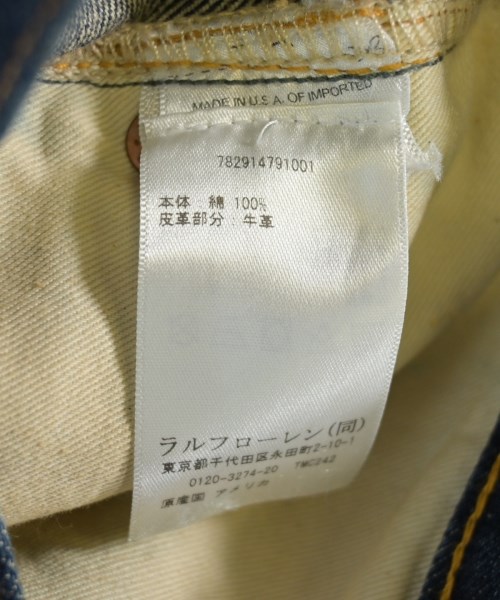 MADE IN U.S.A. OF IMPORTED
782914791001
本体 綿 100%
皮革部分：牛革
ラルフローレン(同)
東京都千代田区永田町2-10-1
0120-3274-20 TMC242
原産国 アメリカ